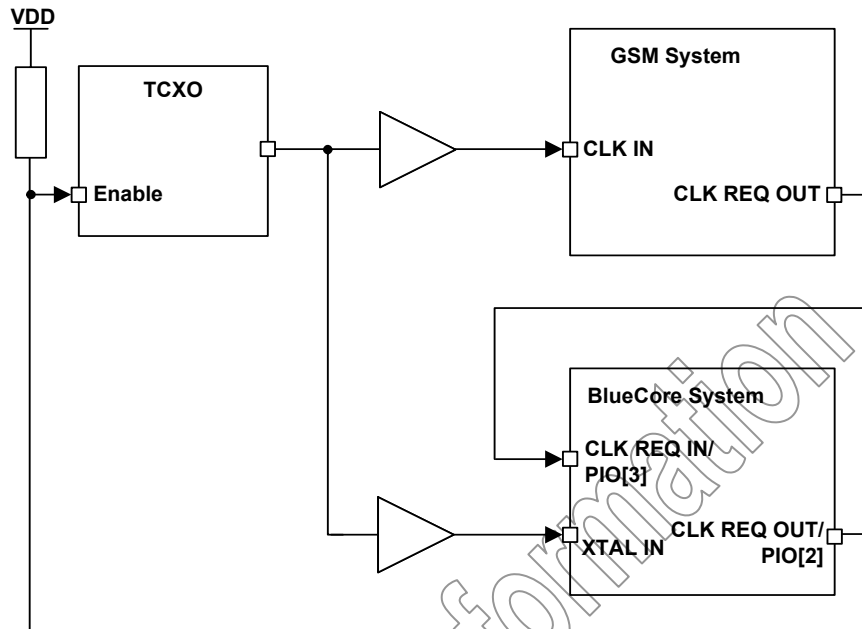 VDD
TCXO
Enable
GSM System
CLK IN
CLK REQ OUT
BlueCore System
CLK REQ IN/
PIO[3]
XTAL IN
CLK REQ OUT/
PIO[2]
formation